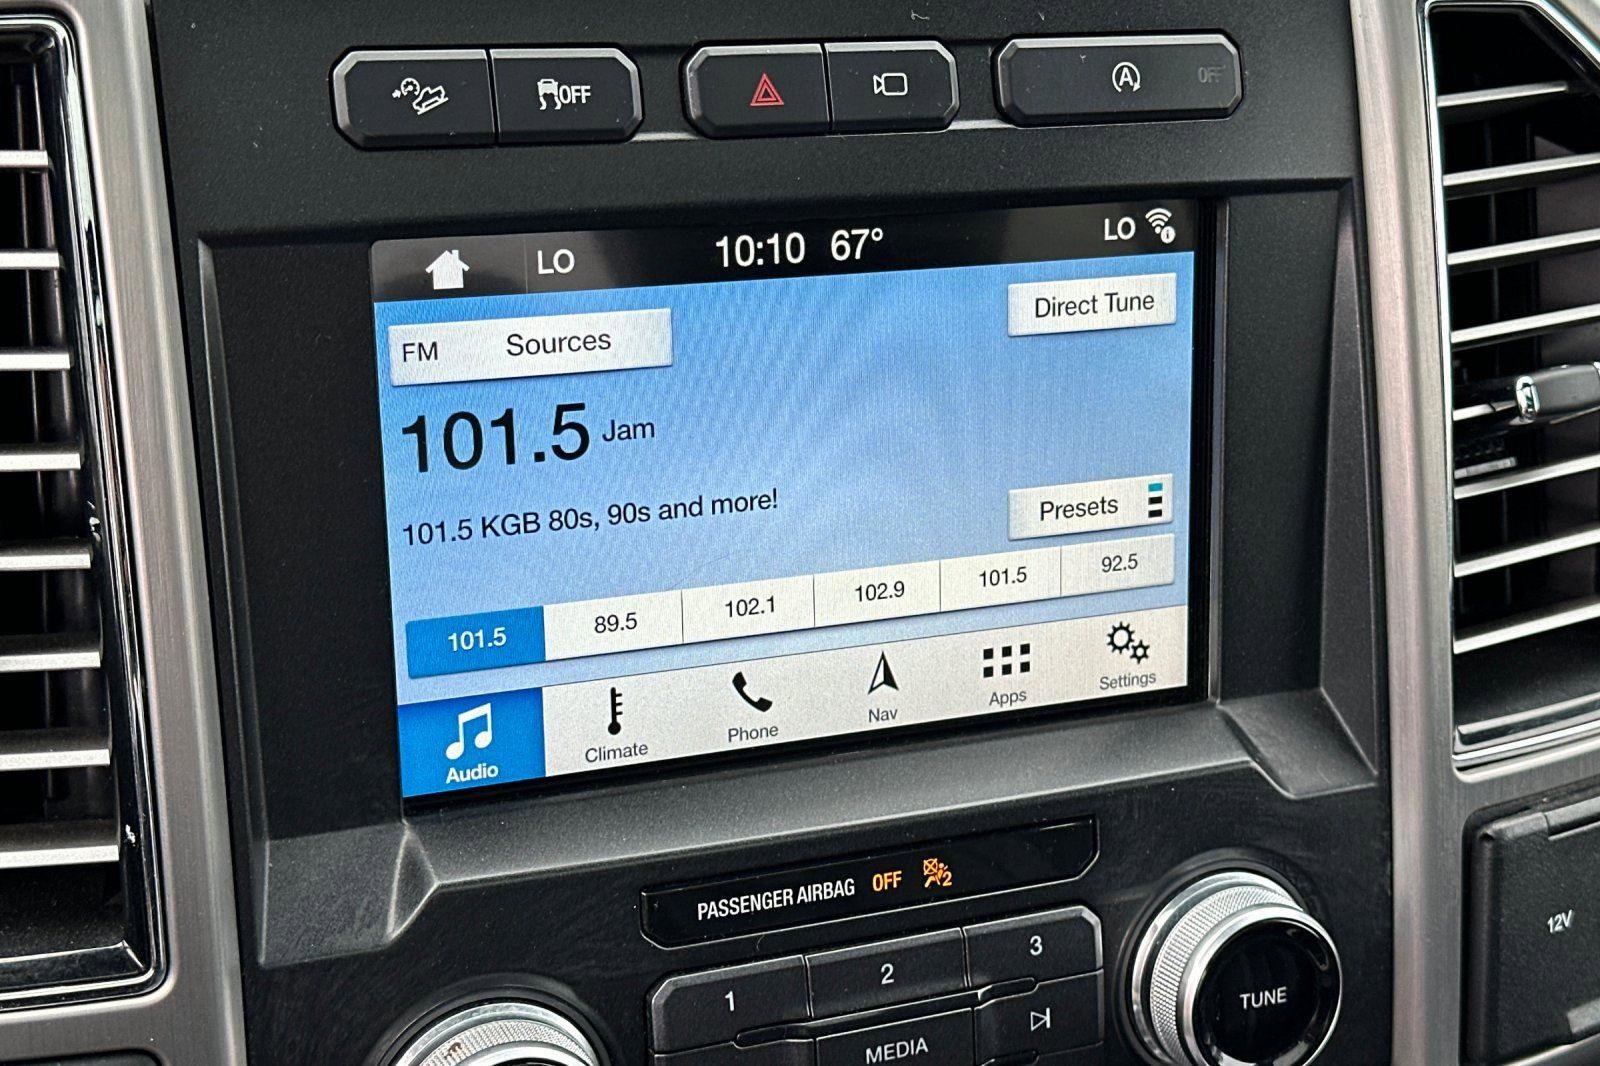 OFF
A OFF
LO 10:10 67° LO
FM Sources
Direct Tune
101.5 Jam
101.5 KGB 80s, 90s and more!
Presets
101.5 89.5 102.1 102.9 101.5 92.5
Audio Climate Phone Nav Apps Settings
PASSENGER AIRBAG OFF 2
1 2 3
MEDIA
TUNE
12V